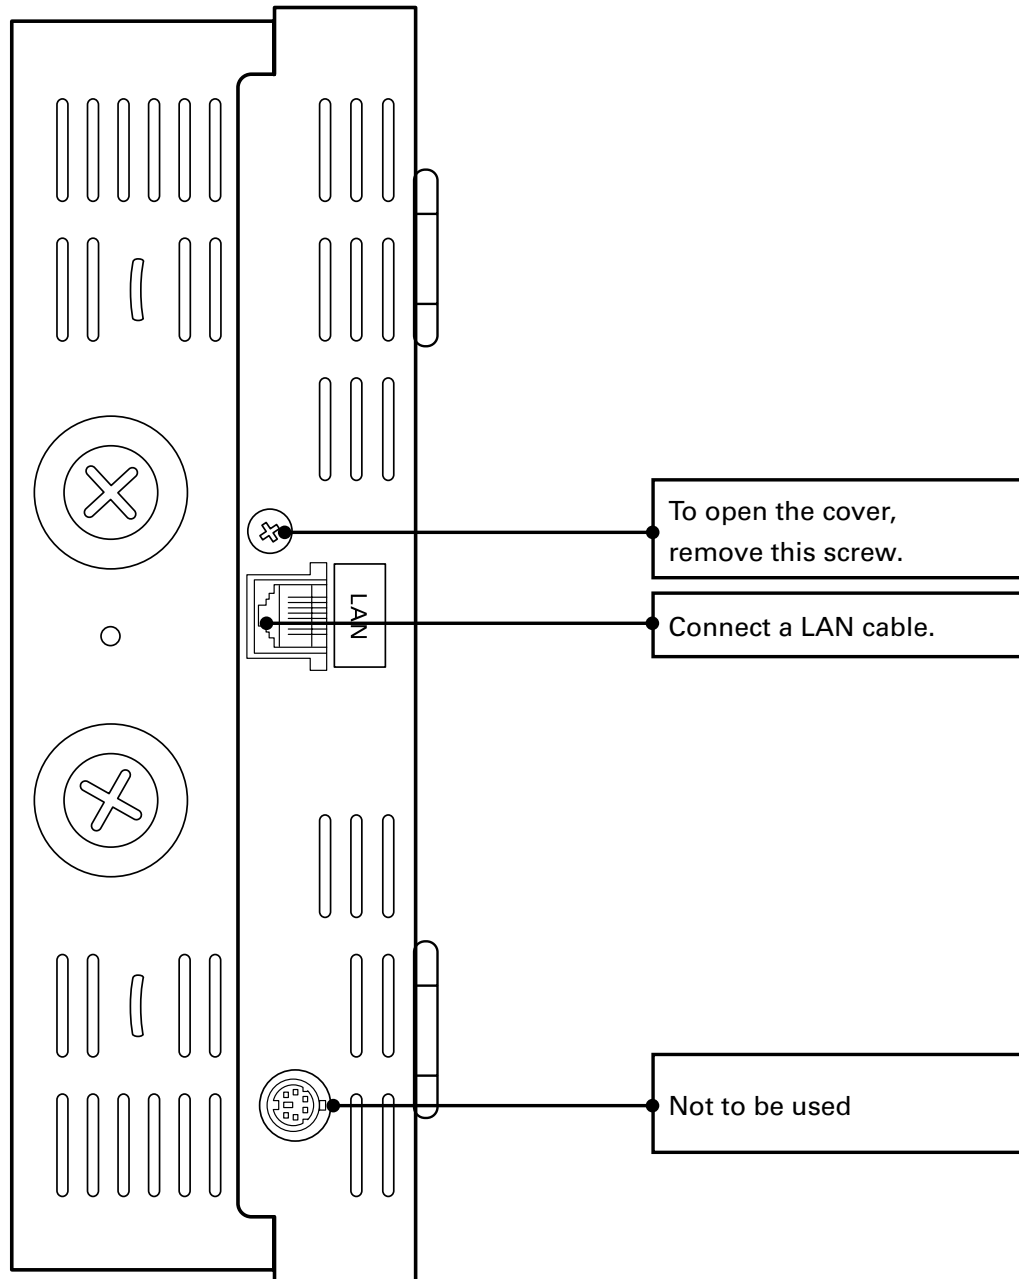 To open the cover,
remove this screw.
LAN
Connect a LAN cable.
Not to be used